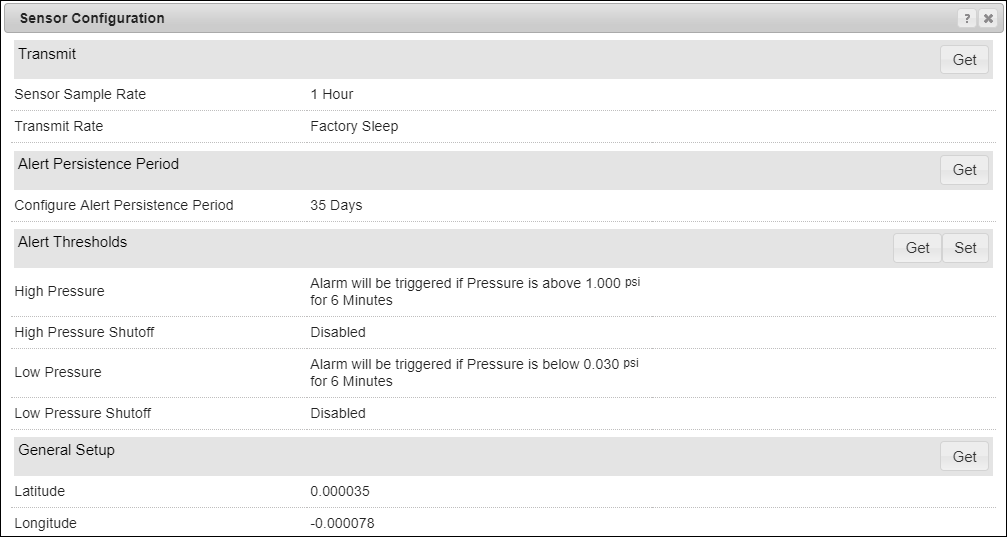 Sensor Configuration ?
Transmit Get
Sensor Sample Rate 1 Hour
Transmit Rate Factory Sleep
Alert Persistence Period Get
Configure Alert Persistence Period 35 Days
Alert Thresholds Get Set
High Pressure Alarm will be triggered if Pressure is above 1.000 psi
for 6 Minutes
High Pressure Shutoff Disabled
Low Pressure Alarm will be triggered if Pressure is below 0.030 psi
for 6 Minutes
Low Pressure Shutoff Disabled
General Setup Get
Latitude 0.000035
Longitude -0.000078